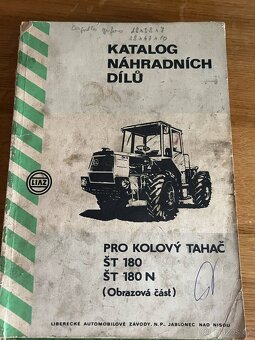 KATALOG
NÁHRADNÍCH
DÍLŮ
LIAZ
PRO KOLOVÝ TAHAČ
ŠT 180
ŠT 180 N
(Obrazová část)
LIBERECKÉ AUTOMOBILOVÉ ZÁVODY, N.P. JABLONEC NAD NISOU